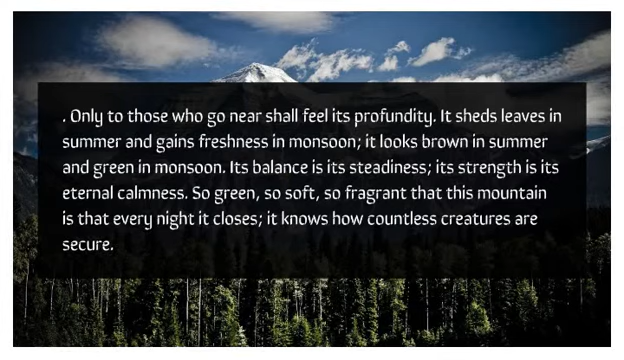 . Only to those who go near shall feel its profundity. It sheds leaves in
summer and gains freshness in monsoon; it looks brown in summer
and green in monsoon. Its balance is its steadiness; its strength is its
eternal calmness. So green, so soft, so fragrant that this mountain
is that every night it closes; it knows how countless creatures are
secure.